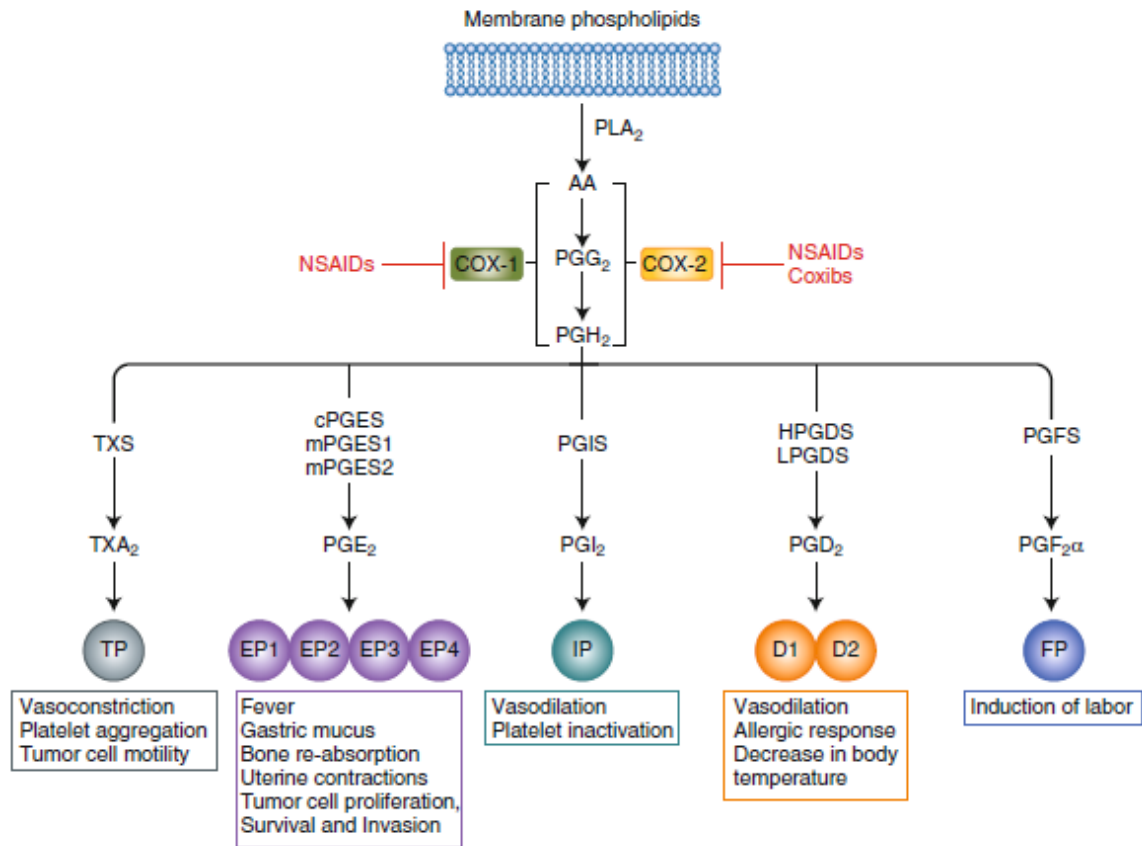 Membrane phospholipids
PLA₂
AA
NSAIDs
COX-1
PGG₂
COX-2
NSAIDs
Coxibs
PGH₂
TXS
cPGES
mPGES1
mPGES2
PGIS
HPGDS
LPGDS
PGFS
TXA₂
PGE₂
PGI₂
PGD₂
PGF₂α
TP
EP1
EP2
EP3
EP4
IP
D1
D2
FP
Vasoconstriction
Platelet aggregation
Tumor cell motility
Fever
Gastric mucus
Bone re-absorption
Uterine contractions
Tumor cell proliferation,
Survival and Invasion
Vasodilation
Platelet inactivation
Vasodilation
Allergic response
Decrease in body
temperature
Induction of labor